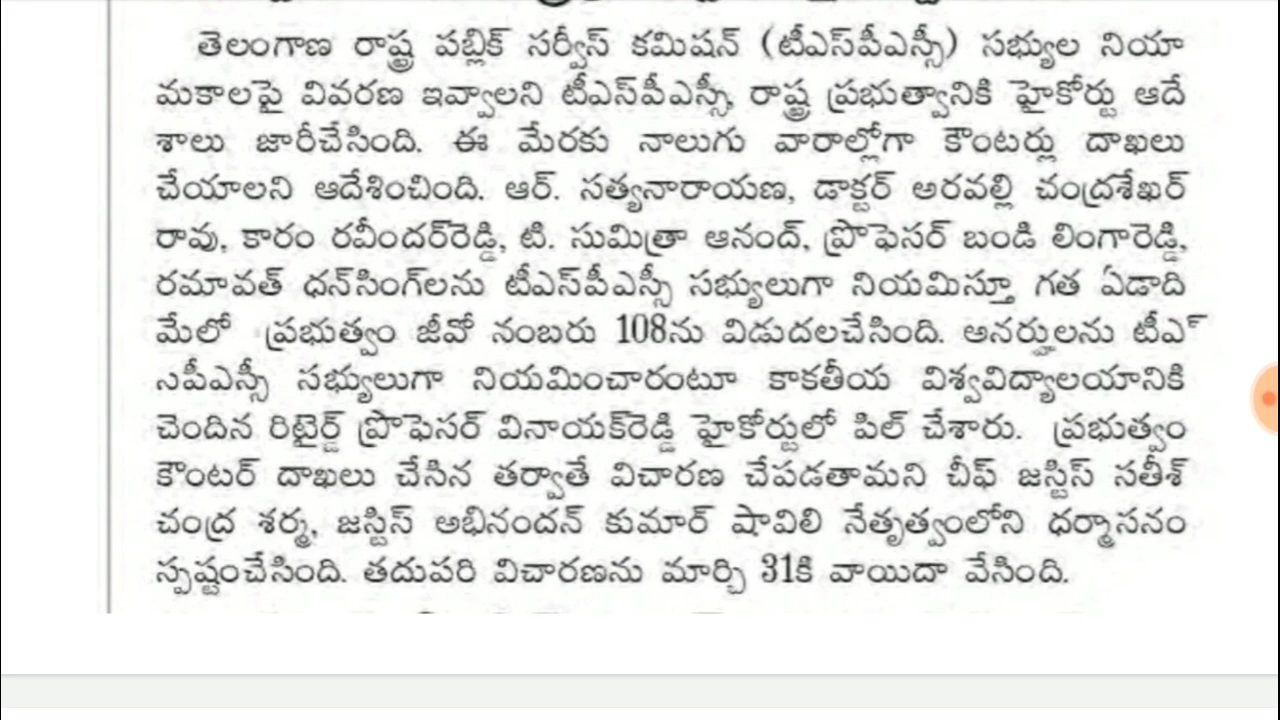 తెలంగాణ రాష్ట్ర పబ్లిక్ సర్వీస్ కమిషన్ (టీఎస్‌పీఎస్సీ) సభ్యుల నియా
మకాలపై వివరణ ఇవ్వాలని టీఎస్‌పీఎస్సీ, రాష్ట్ర ప్రభుత్వానికి హైకోర్టు ఆదే
శాలు జారీచేసింది. ఈ మేరకు నాలుగు వారాల్లోగా కౌంటర్లు దాఖలు
చేయాలని ఆదేశించింది. ఆర్. సత్యనారాయణ, డాక్టర్ అరవల్లి చంద్రశేఖర్
రావు, కారం రవీందర్‌రెడ్డి, టి. సుమిత్రా ఆనంద్, ప్రొఫెసర్ బండి లింగారెడ్డి,
రమావత్ ధన్‌సింగ్‌లను టీఎస్‌పీఎస్సీ సభ్యులుగా నియమిస్తూ గత ఏడాది
మేలో ప్రభుత్వం జీవో నంబరు 108ను విడుదలచేసింది. అనర్హులను టీఎ
స్‌పీఎస్సీ సభ్యులుగా నియమించారంటూ కాకతీయ విశ్వవిద్యాలయానికి
చెందిన రిటైర్డ్ ప్రొఫెసర్ వినాయక్‌రెడ్డి హైకోర్టులో పిల్ చేశారు. ప్రభుత్వం
కౌంటర్ దాఖలు చేసిన తర్వాతే విచారణ చేపడతామని చీఫ్ జస్టిస్ సతీశ్
చంద్ర శర్మ, జస్టిస్ అభినందన్ కుమార్ షావిలి నేతృత్వంలోని ధర్మాసనం
స్పష్టంచేసింది. తదుపరి విచారణను మార్చి 31కి వాయిదా వేసింది.